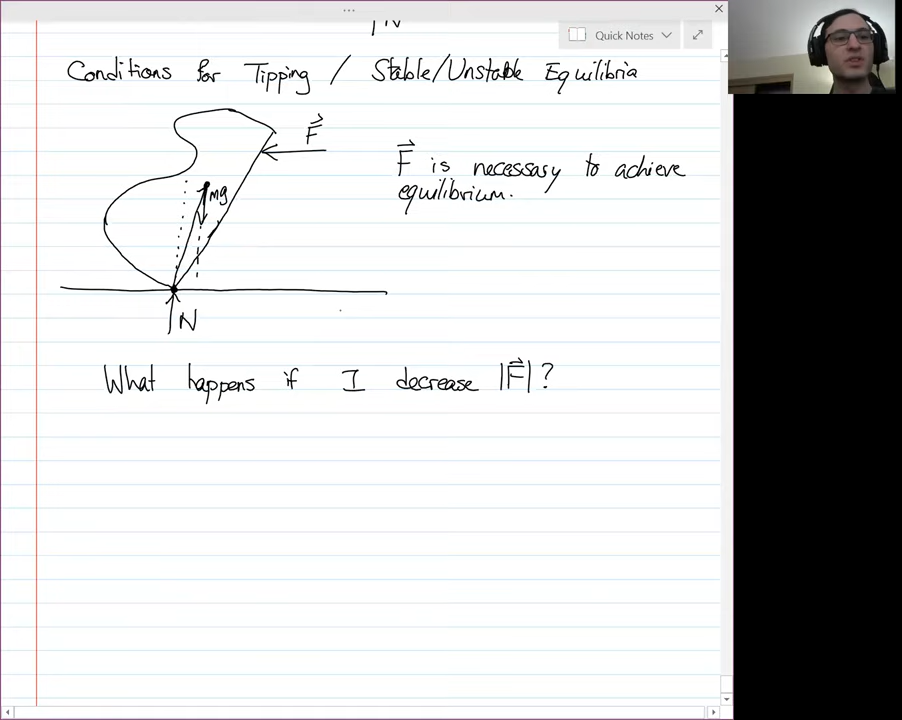 N
Quick Notes
Conditions for Tipping / Stable/Unstable Equilibria
F
F is necessary to achieve
equilibrium.
mg
N
What happens if I decrease |F|?